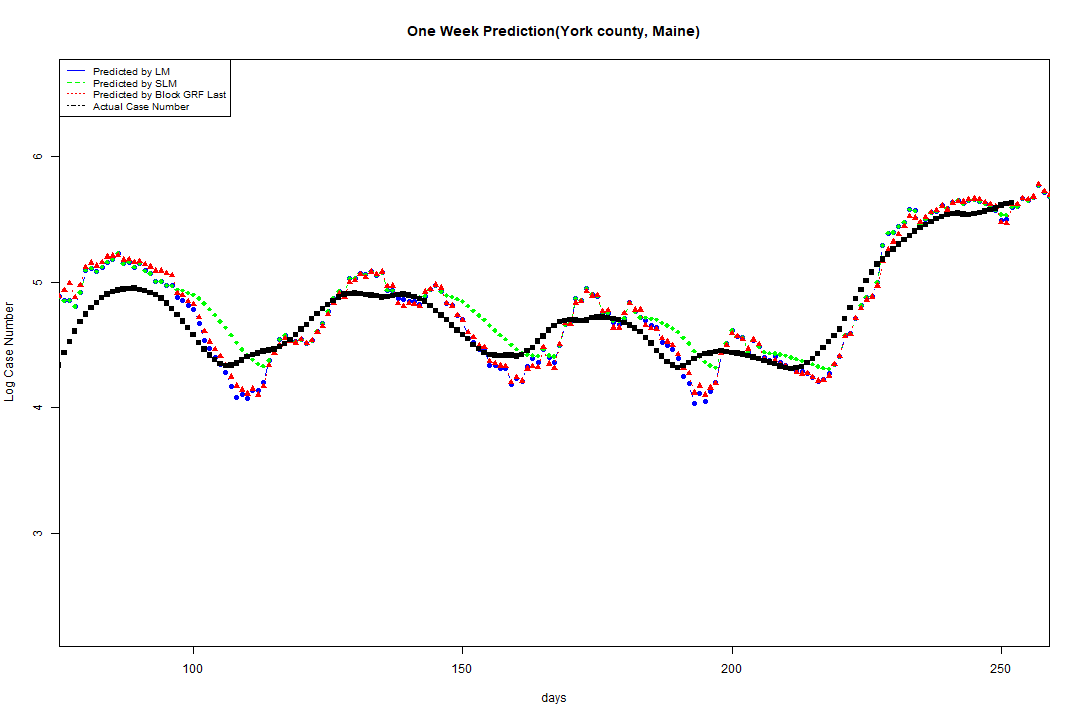 One Week Prediction(York county, Maine)
Predicted by LM
Predicted by SLM
Predicted by Block GRF Last
Actual Case Number
6
5
4
3
Log Case Number
100 150 200 250
days